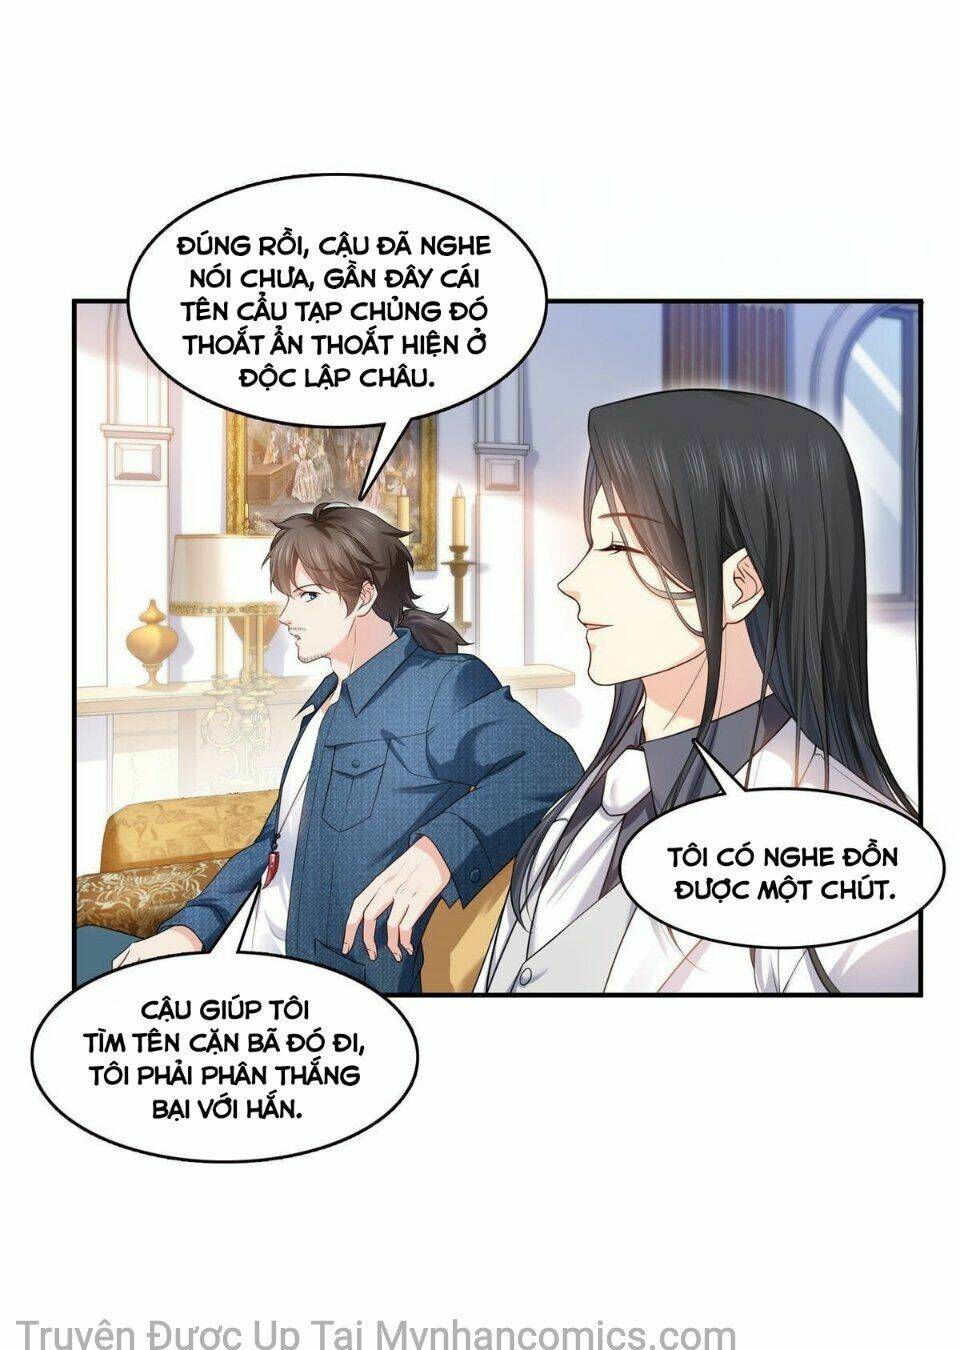 ĐÚNG RỒI, CẬU ĐÃ NGHE
NÓI CHƯA, GẦN ĐÂY CÁI
TÊN CẨU TẠP CHỦNG ĐÓ
THOẮT ẨN THOẮT HIỆN Ở
ĐỘC LẬP CHÂU.
TÔI CÓ NGHE ĐỒN
ĐƯỢC MỘT CHÚT.
CẬU GIÚP TÔI
TÌM TÊN CẶN BÃ ĐÓ ĐI,
TÔI PHẢI PHÂN THẮNG
BẠI VỚI HẮN.
Truyện Được Up Tại Mynhancomics.com